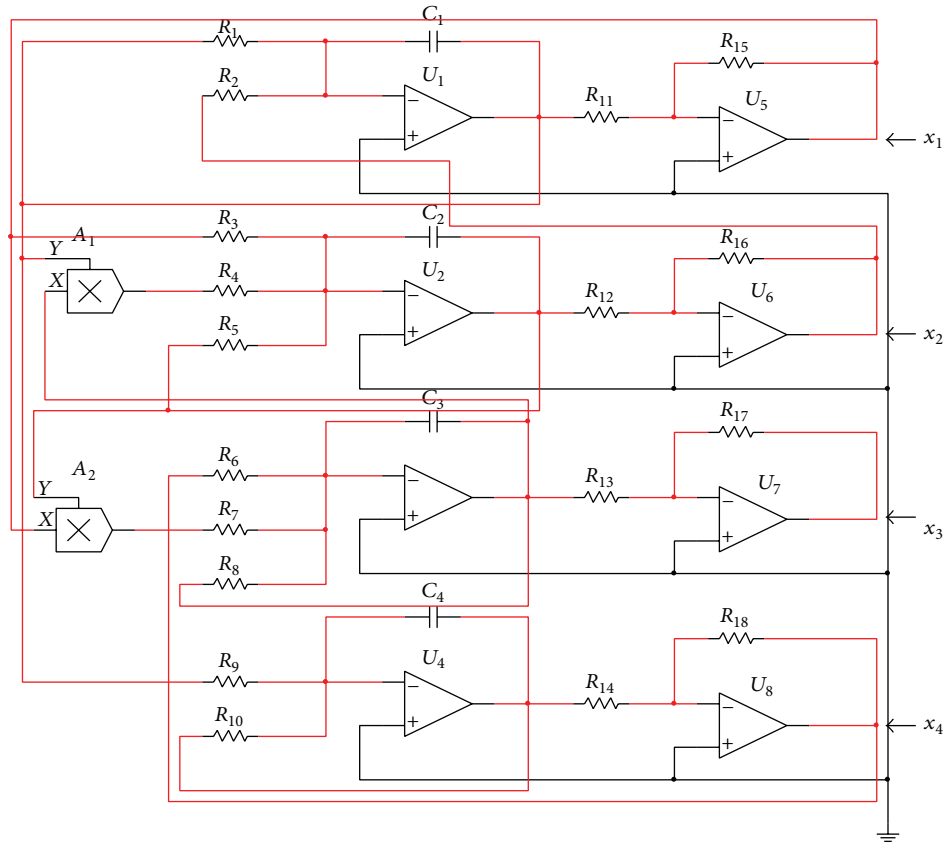 R₁
C₁
R₁₅
R₂
U₁
R₁₁
U₅
−
+
−
+
x₁
R₃
C₂
R₁₆
A₁
Y
X
R₄
U₂
R₁₂
U₆
−
+
−
+
x₂
R₅
C₃
R₁₇
R₆
A₂
Y
X
R₇
R₁₃
U₇
−
+
−
+
x₃
R₈
C₄
R₁₈
R₉
U₄
R₁₄
U₈
−
+
−
+
x₄
R₁₀